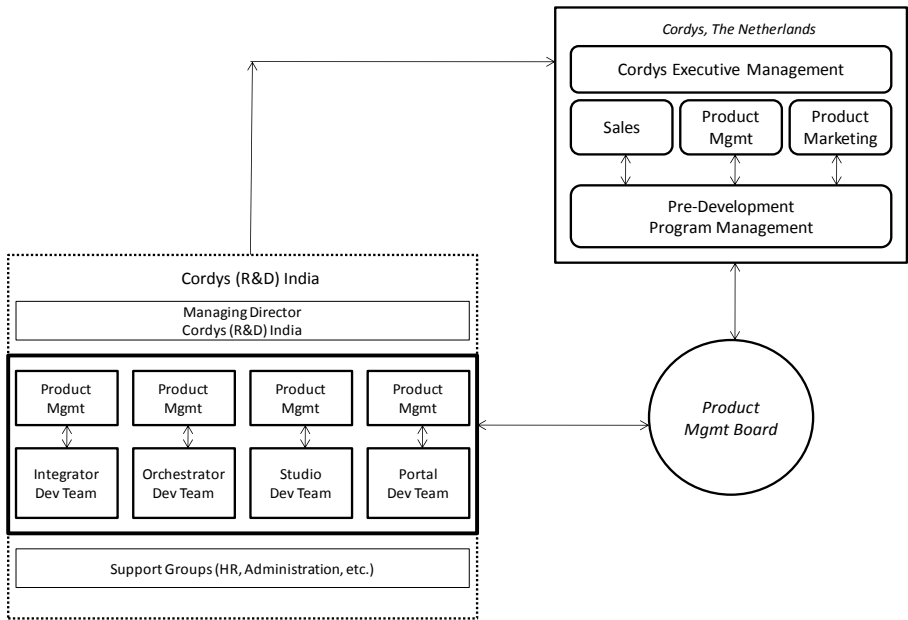 Cordys, The Netherlands
Cordys Executive Management
Sales
Product
Mgmt
Product
Marketing
Pre-Development
Program Management
Cordys (R&D) India
Managing Director
Cordys (R&D) India
Product
Mgmt
Product
Mgmt
Product
Mgmt
Product
Mgmt
Integrator
Dev Team
Orchestrator
Dev Team
Studio
Dev Team
Portal
Dev Team
Support Groups (HR, Administration, etc.)
Product
Mgmt Board